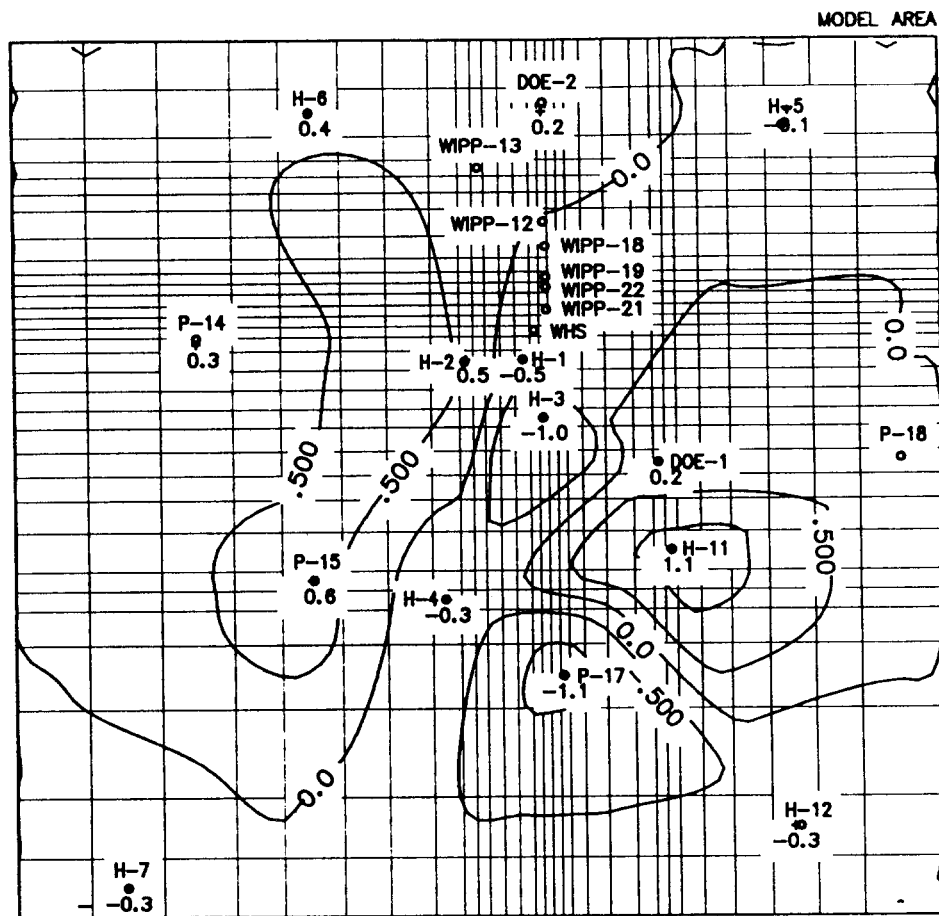 MODEL AREA
DOE-2
0.2
H-6
0.4
H-5
-0.1
WIPP-13
0.0
WIPP-12
WIPP-18
WIPP-19
WIPP-22
WIPP-21
WHS
P-14
0.3
0.0
H-2
0.5
H-1
-0.5
H-3
-1.0
P-18
.500
.500
DOE-1
0.2
.500
H-11
1.1
P-15
0.6
H-4
-0.3
0.0
P-17
-1.1
.500
0.0
H-12
-0.3
H-7
-0.3